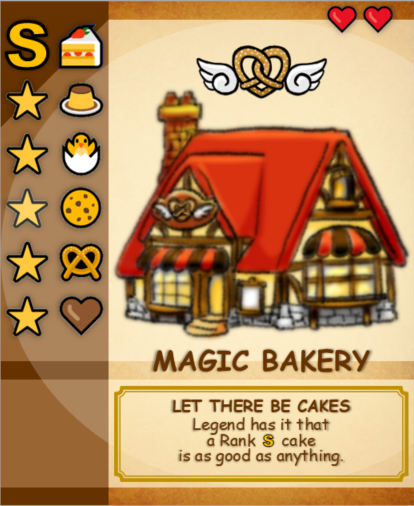 S
MAGIC BAKERY
LET THERE BE CAKES
Legend has it that
a Rank S cake
is as good as anything.